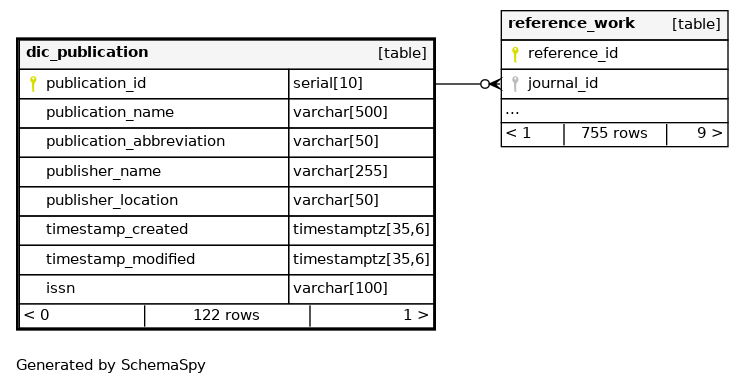 dic_publication [table]
publication_id serial[10]
publication_name varchar[500]
publication_abbreviation varchar[50]
publisher_name varchar[255]
publisher_location varchar[50]
timestamp_created timestamptz[35,6]
timestamp_modified timestamptz[35,6]
issn varchar[100]
< 0 122 rows 1 >
reference_work [table]
reference_id
journal_id
...
< 1 755 rows 9 >
Generated by SchemaSpy